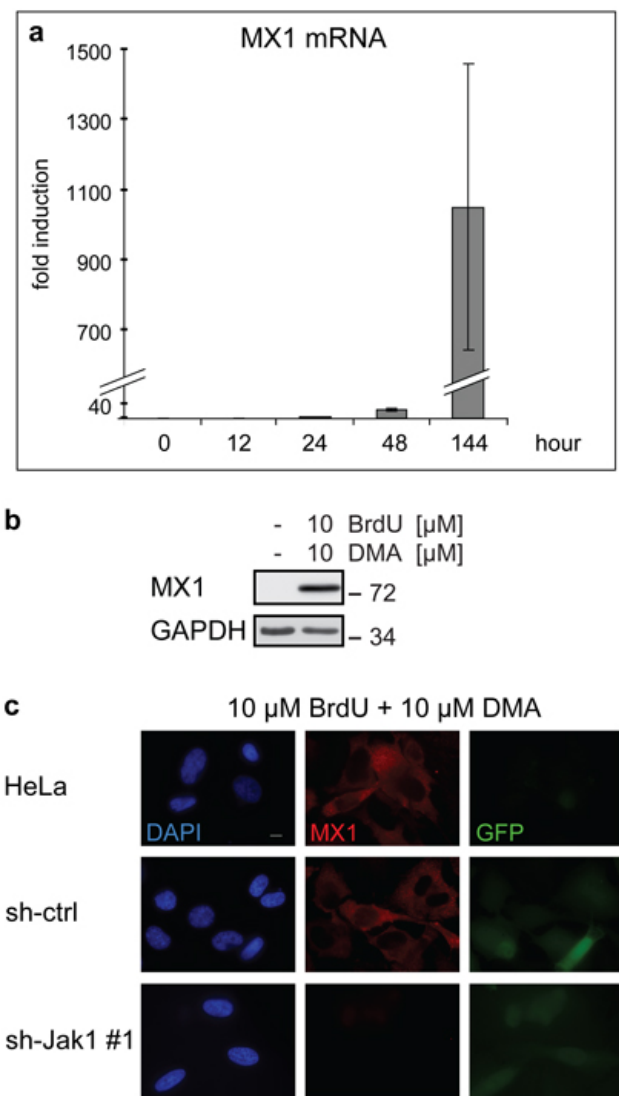 a
MX1 mRNA
fold induction
1500
1300
1100
900
700
40
0 12 24 48 144 hour
b
- 10 BrdU [µM]
- 10 DMA [µM]
MX1 – 72
GAPDH – 34
c
10 µM BrdU + 10 µM DMA
HeLa
DAPI MX1 GFP
sh-ctrl
sh-Jak1 #1